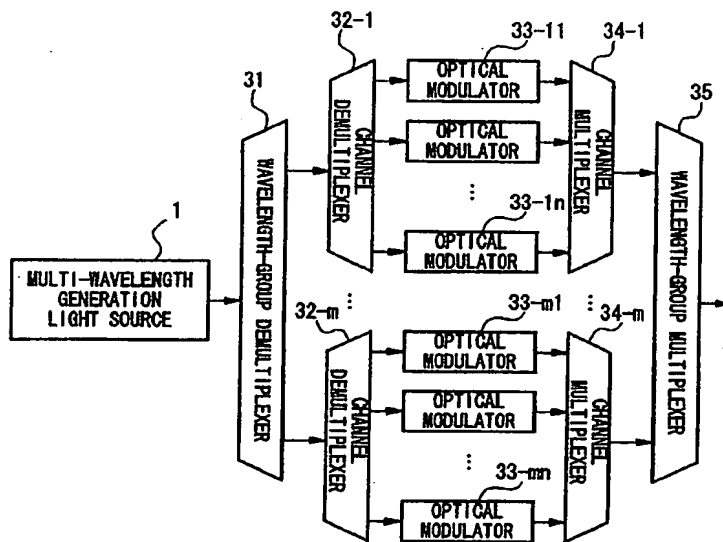 32-1
33-11
34-1
31
OPTICAL
MODULATOR
35
CHANNEL
DEMULTIPLEXER
OPTICAL
MODULATOR
CHANNEL
MULTIPLEXER
WAVELENGTH-GROUP DEMULTIPLEXER
WAVELENGTH-GROUP MULTIPLEXER
...
33-1n
1
OPTICAL
MODULATOR
MULTI-WAVELENGTH
GENERATION
LIGHT SOURCE
...
32-m
33-m1
...
34-m
OPTICAL
MODULATOR
CHANNEL
DEMULTIPLEXER
OPTICAL
MODULATOR
CHANNEL
MULTIPLEXER
...
33-mn
OPTICAL
MODULATOR